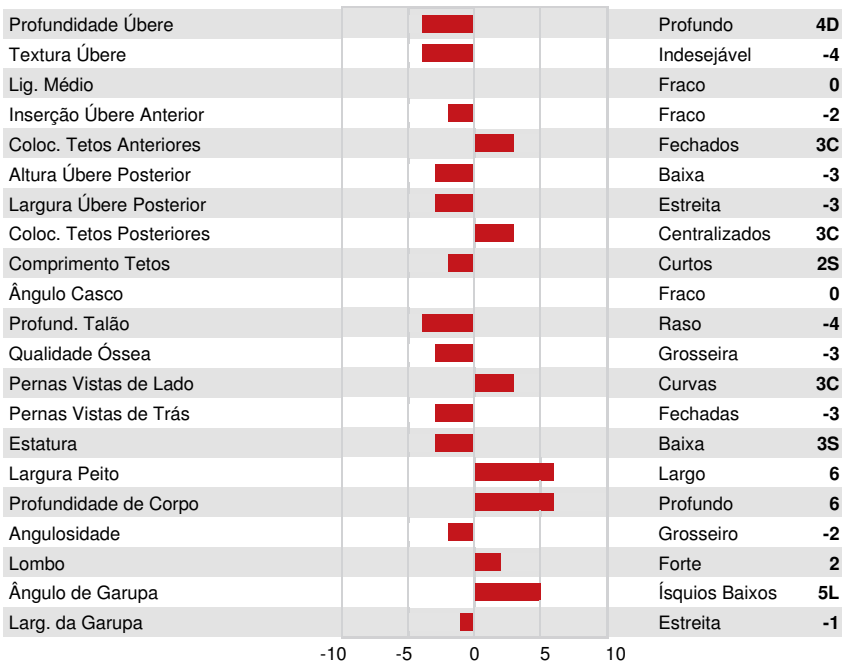 Profundidade Úbere Profundo 4D
Textura Úbere Indesejável -4
Lig. Médio Fraco 0
Inserção Úbere Anterior Fraco -2
Coloc. Tetos Anteriores Fechados 3C
Altura Úbere Posterior Baixa -3
Largura Úbere Posterior Estreita -3
Coloc. Tetos Posteriores Centralizados 3C
Comprimento Tetos Curtos 2S
Ângulo Casco Fraco 0
Profund. Talão Raso -4
Qualidade Óssea Grosseira -3
Pernas Vistas de Lado Curvas 3C
Pernas Vistas de Trás Fechadas -3
Estatura Baixa 3S
Largura Peito Largo 6
Profundidade de Corpo Profundo 6
Angulosidade Grosseiro -2
Lombo Forte 2
Ângulo de Garupa Ísquios Baixos 5L
Larg. da Garupa Estreita -1
-10 -5 0 5 10